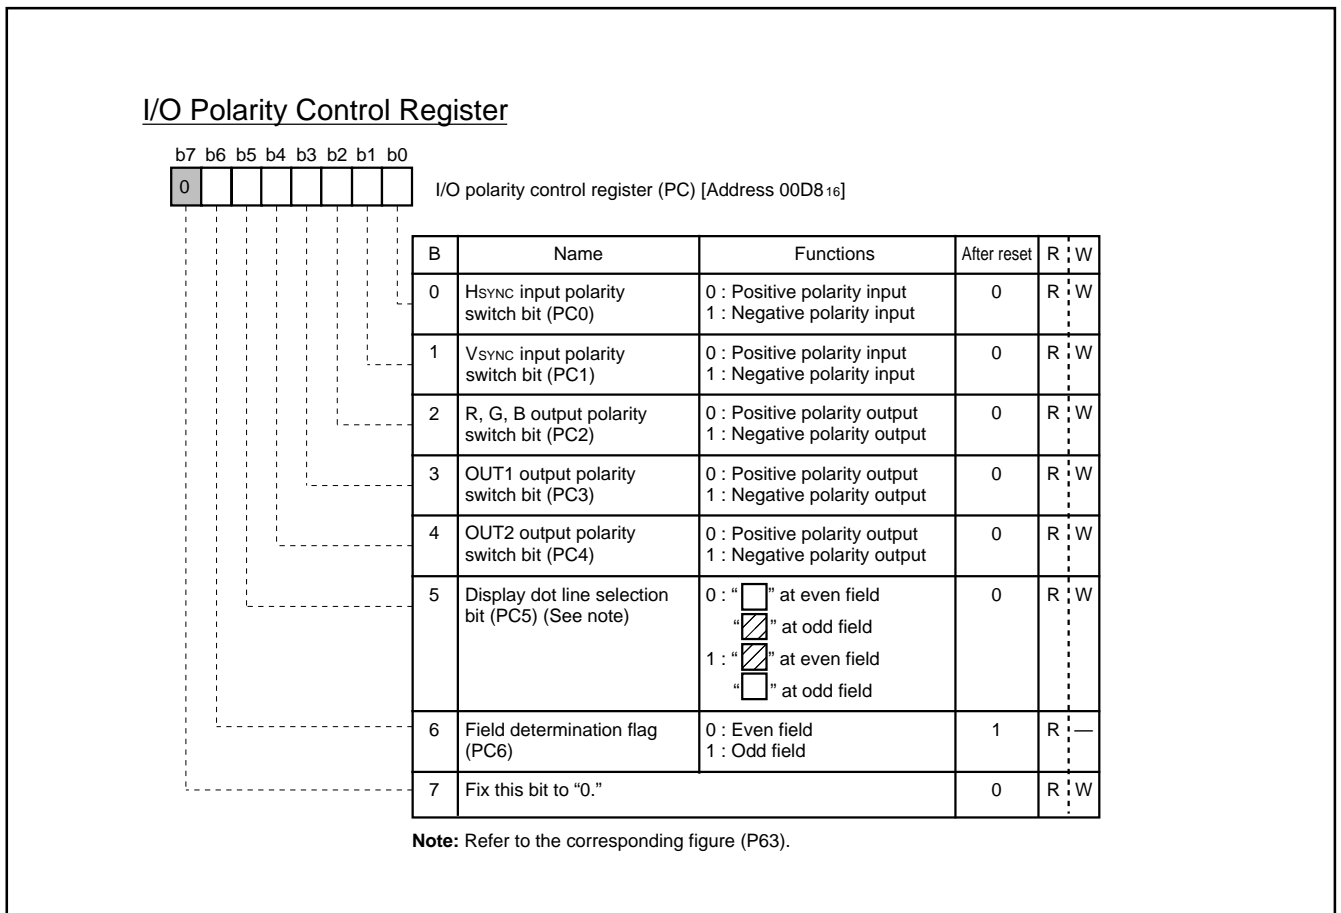 I/O Polarity Control Register
b7 b6 b5 b4 b3 b2 b1 b0
0
I/O polarity control register (PC) [Address 00D816]
B Name Functions After reset R W
0 HSYNC input polarity switch bit (PC0) 0 : Positive polarity input 0 R W
1 : Negative polarity input
1 VSYNC input polarity switch bit (PC1) 0 : Positive polarity input 0 R W
1 : Negative polarity input
2 R, G, B output polarity switch bit (PC2) 0 : Positive polarity output 0 R W
1 : Negative polarity output
3 OUT1 output polarity switch bit (PC3) 0 : Positive polarity output 0 R W
1 : Negative polarity output
4 OUT2 output polarity switch bit (PC4) 0 : Positive polarity output 0 R W
1 : Negative polarity output
5 Display dot line selection bit (PC5) (See note) 0 : “ ” at even field 0 R W
“ ” at odd field
1 : “ ” at even field
“ ” at odd field
6 Field determination flag (PC6) 0 : Even field 1 R —
1 : Odd field
7 Fix this bit to “0.” 0 R W
Note: Refer to the corresponding figure (P63).